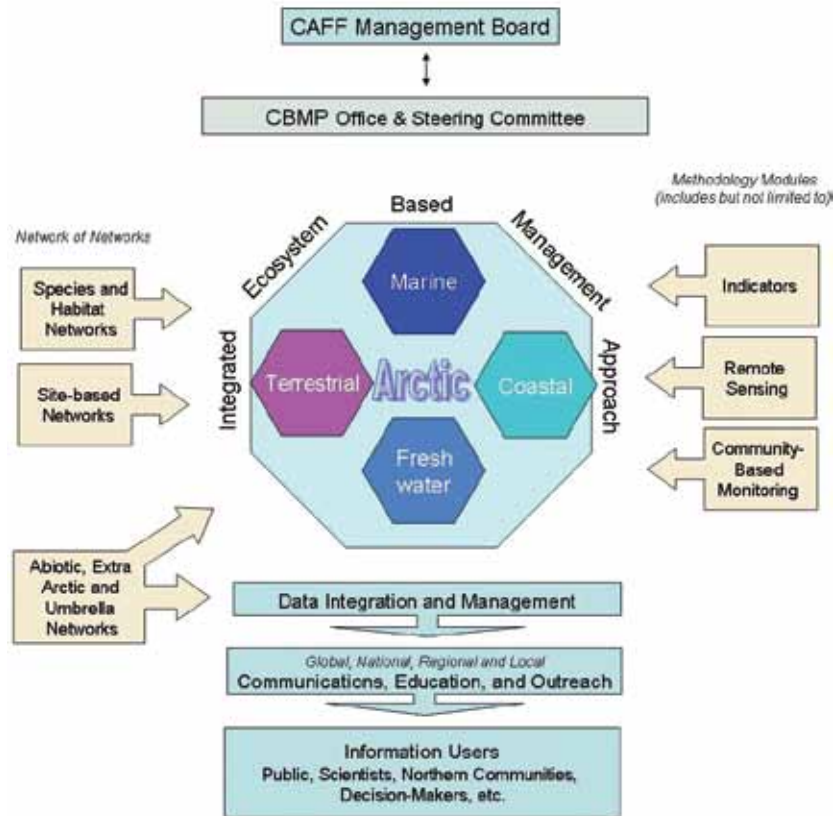 CAFF Management Board
CBMP Office & Steering Committee
Network of Networks
Species and
Habitat
Networks
Site-based
Networks
Abiotic, Extra
Arctic and
Umbrella
Networks
Integrated
Ecosystem
Based
Management
Approach
Marine
Terrestrial
Arctic
Coastal
Fresh
water
Methodology Modules
(includes but not limited to)
Indicators
Remote
Sensing
Community-
Based
Monitoring
Data Integration and Management
Global, National, Regional and Local
Communications, Education, and Outreach
Information Users
Public, Scientists, Northern Communities,
Decision-Makers, etc.